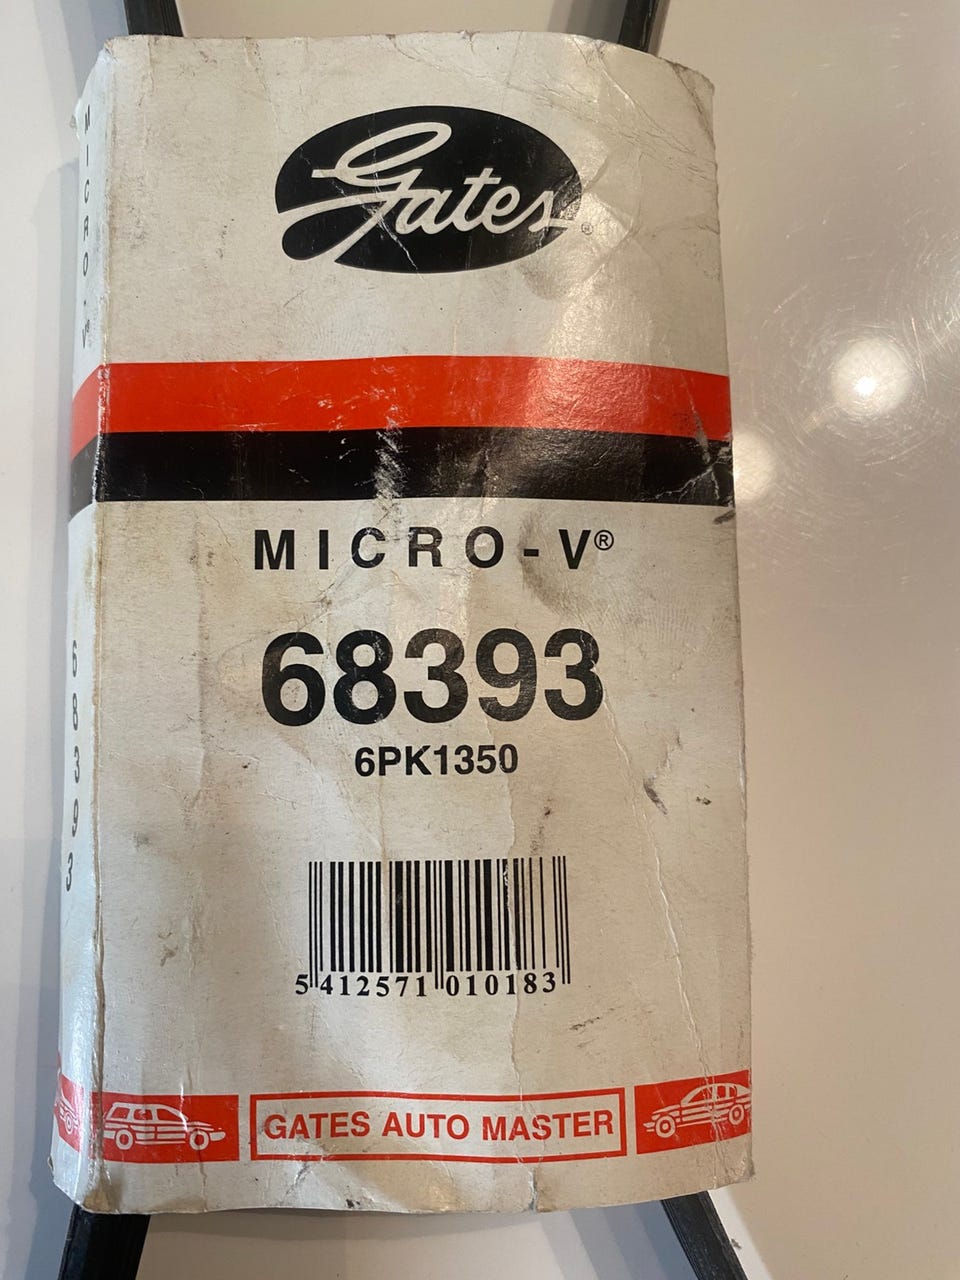 Gates®
MICRO-V®
MICRO-V®
68393
6PK1350
68393
5 412571 010183
GATES AUTO MASTER